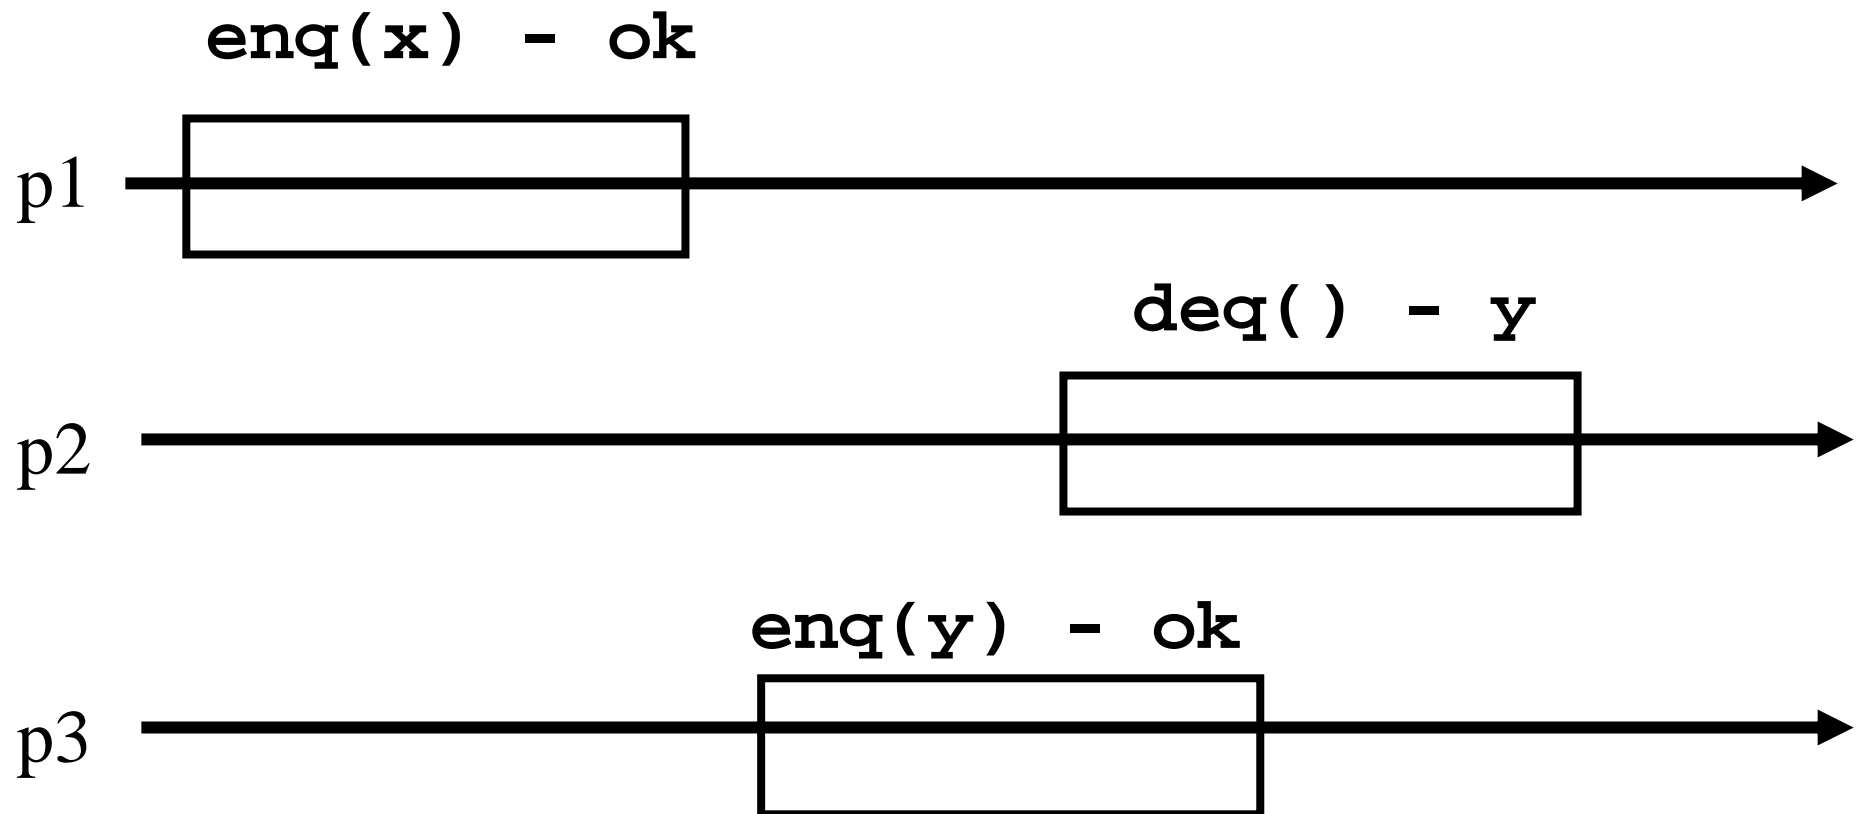 enq(x) - ok
p1
deq() - y
p2
enq(y) - ok
p3